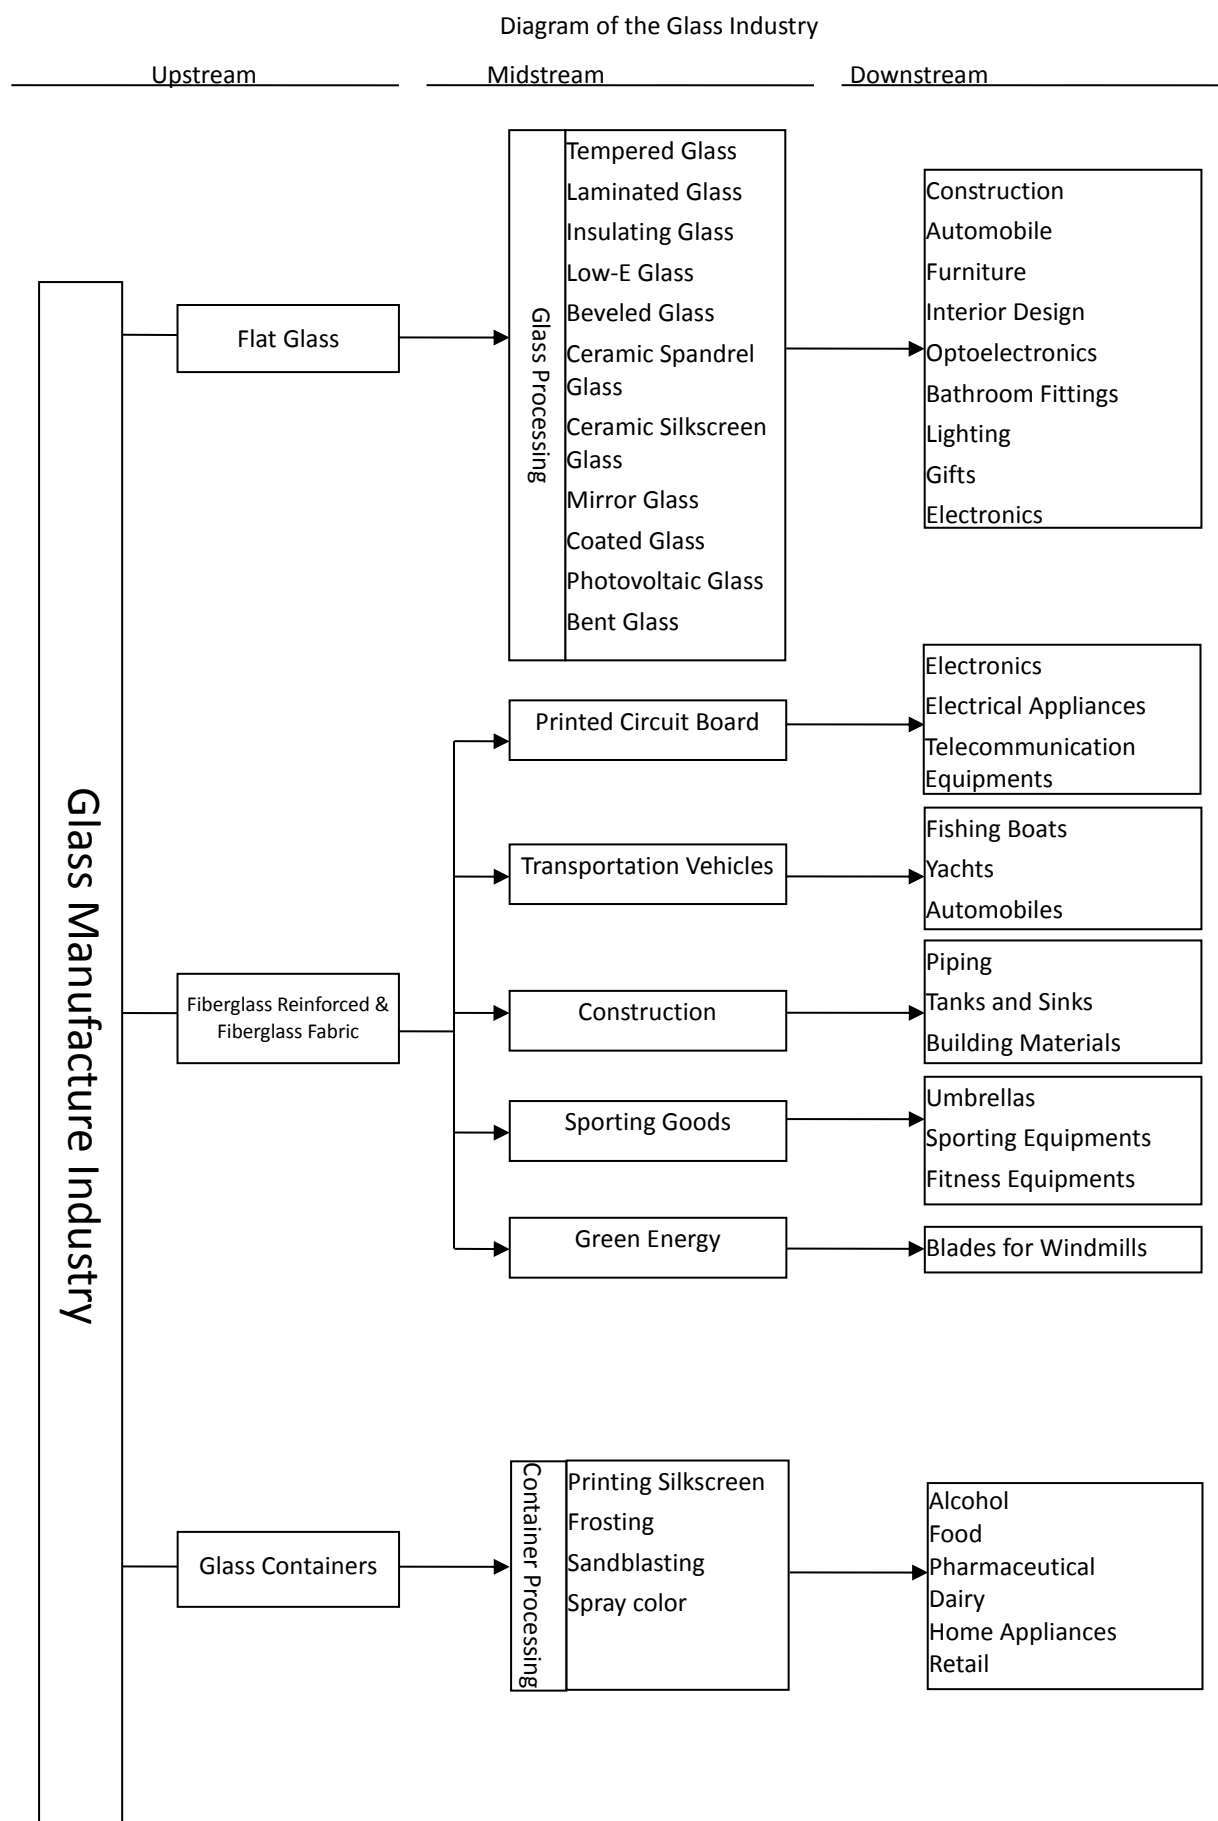 Diagram of the Glass Industry
Upstream
Midstream
Downstream
Glass Manufacture Industry
Flat Glass
Glass Processing
Tempered Glass
Laminated Glass
Insulating Glass
Low-E Glass
Beveled Glass
Ceramic Spandrel
Glass
Ceramic Silkscreen
Glass
Mirror Glass
Coated Glass
Photovoltaic Glass
Bent Glass
Construction
Automobile
Furniture
Interior Design
Optoelectronics
Bathroom Fittings
Lighting
Gifts
Electronics
Fiberglass Reinforced &
Fiberglass Fabric
Printed Circuit Board
Electronics
Electrical Appliances
Telecommunication
Equipments
Transportation Vehicles
Fishing Boats
Yachts
Automobiles
Construction
Piping
Tanks and Sinks
Building Materials
Sporting Goods
Umbrellas
Sporting Equipments
Fitness Equipments
Green Energy
Blades for Windmills
Glass Containers
Container Processing
Printing Silkscreen
Frosting
Sandblasting
Spray color
Alcohol
Food
Pharmaceutical
Dairy
Home Appliances
Retail